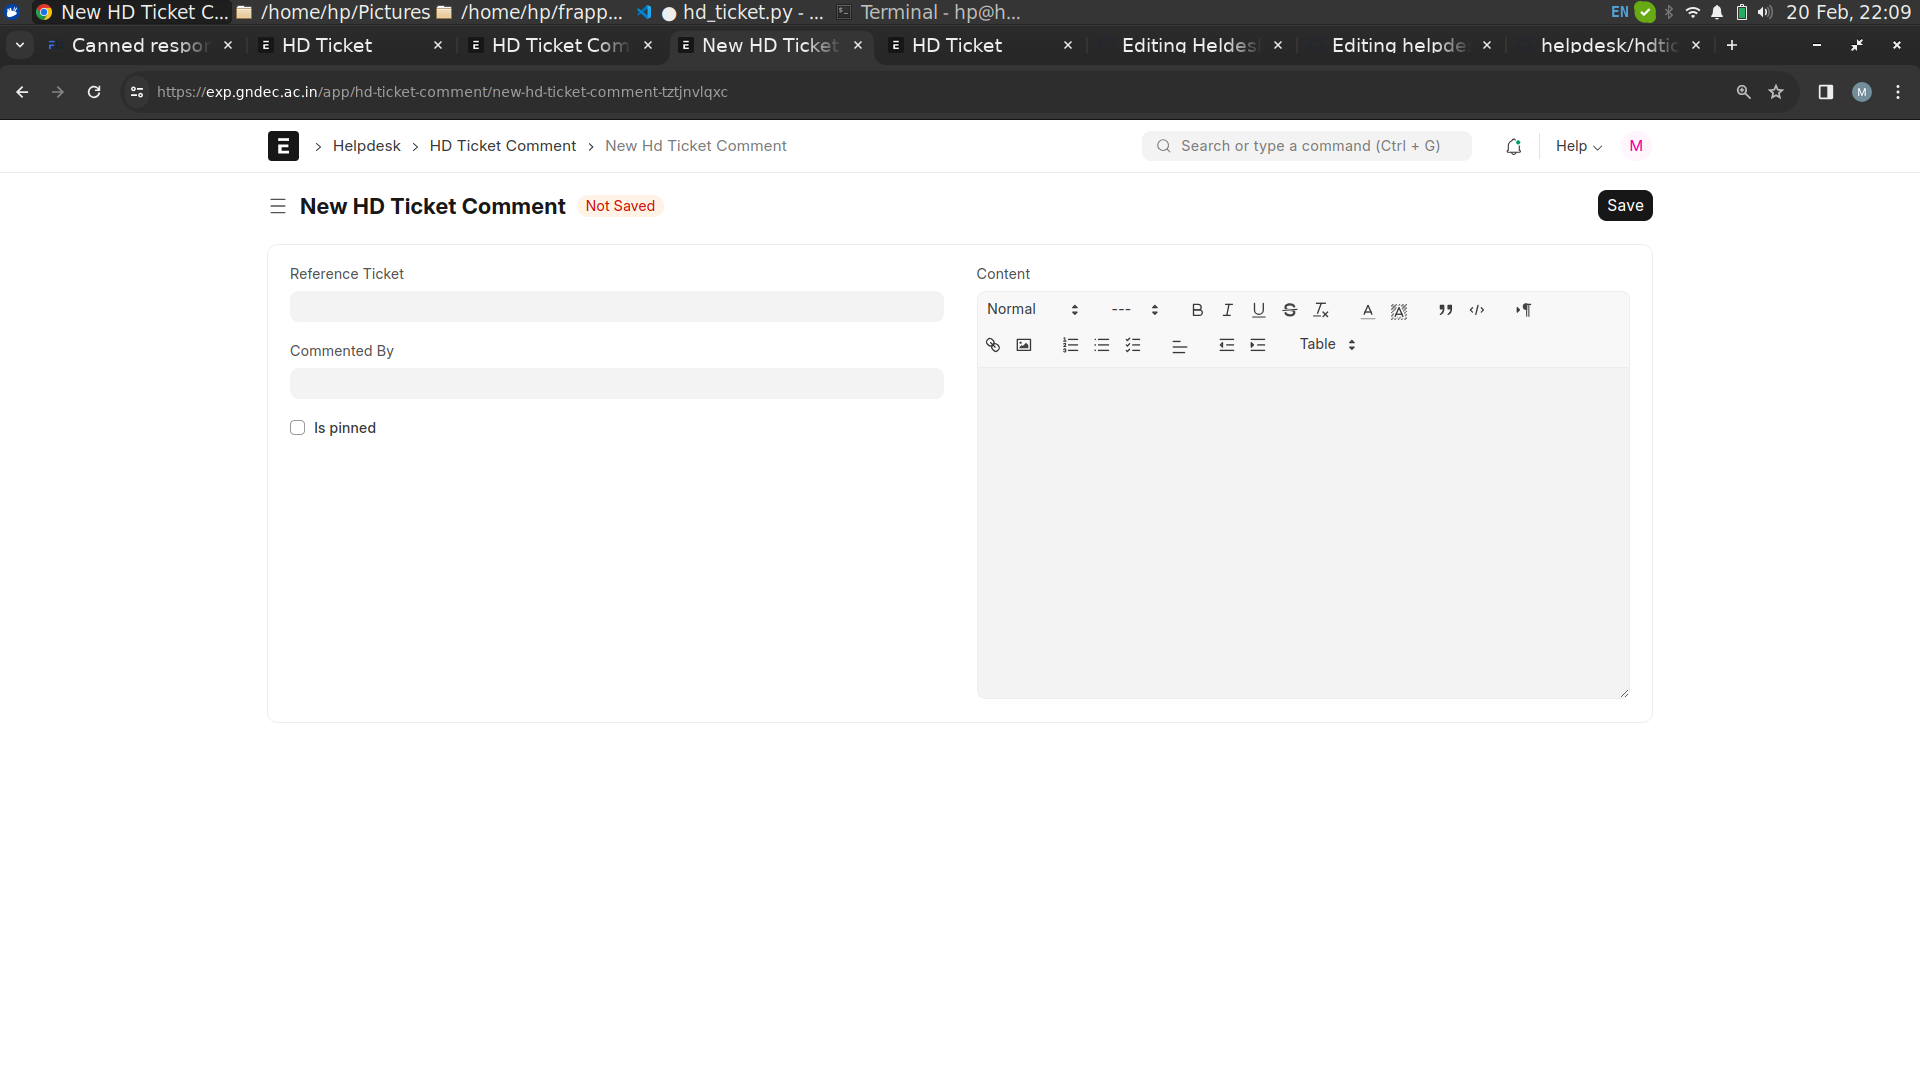 New HD Ticket C... /home/hp/Pictures /home/hp/frapp... hd_ticket.py - ... Terminal - hp@h... EN 20 Feb, 22:09
Canned respor HD Ticket HD Ticket Com New HD Ticket HD Ticket Editing Heldes Editing helpde helpdesk/hdtic
https://exp.gndec.ac.in/app/hd-ticket-comment/new-hd-ticket-comment-tztjnvlqxc M
Helpdesk > HD Ticket Comment > New Hd Ticket Comment Search or type a command (Ctrl + G) Help M
New HD Ticket Comment Not Saved Save
Reference Ticket
Commented By
Is pinned
Content
Normal --- B I U S Tx A A
Table